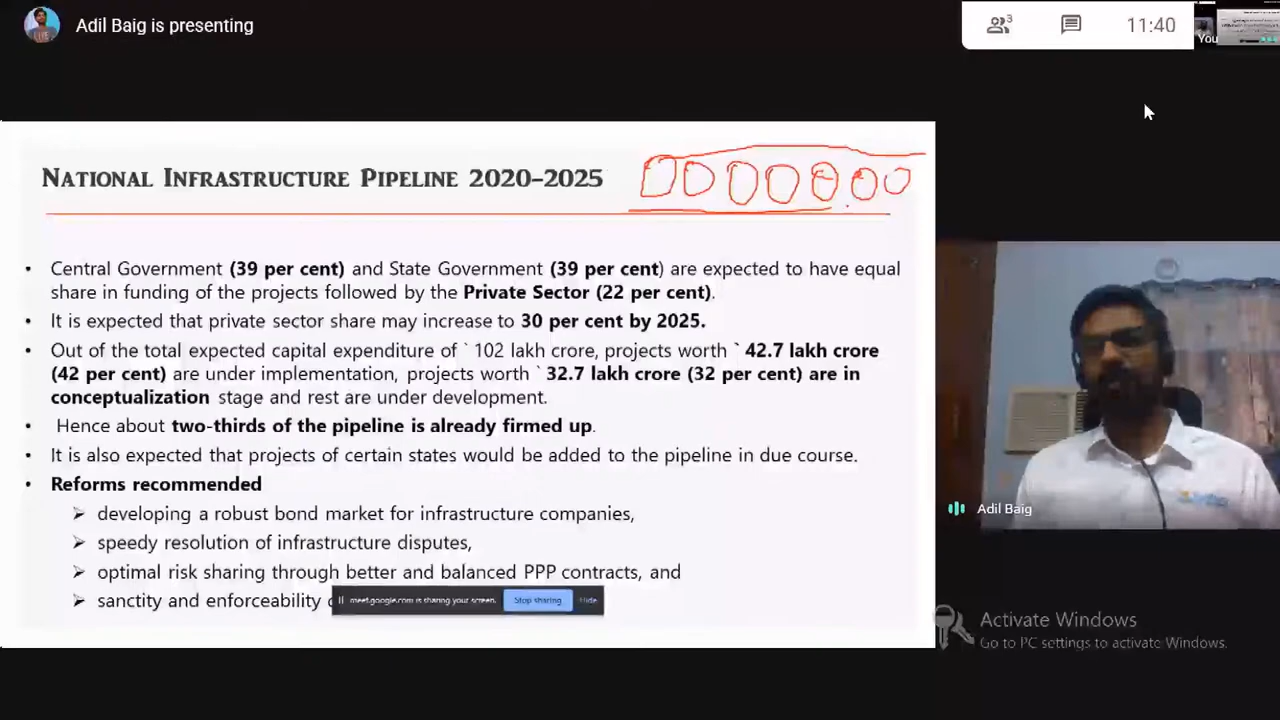 Adil Baig is presenting
3
11:40
You
NATIONAL INFRASTRUCTURE PIPELINE 2020-2025
• Central Government (39 per cent) and State Government (39 per cent) are expected to have equal
share in funding of the projects followed by the Private Sector (22 per cent).
• It is expected that private sector share may increase to 30 per cent by 2025.
• Out of the total expected capital expenditure of ` 102 lakh crore, projects worth ` 42.7 lakh crore
(42 per cent) are under implementation, projects worth ` 32.7 lakh crore (32 per cent) are in
conceptualization stage and rest are under development.
• Hence about two-thirds of the pipeline is already firmed up.
• It is also expected that projects of certain states would be added to the pipeline in due course.
• Reforms recommended
➢ developing a robust bond market for infrastructure companies,
➢ speedy resolution of infrastructure disputes,
➢ optimal risk sharing through better and balanced PPP contracts, and
➢ sanctity and enforceability
meet.google.com is sharing your screen. Stop sharing Hide
Adil Baig
Activate Windows
Go to PC settings to activate Windows.